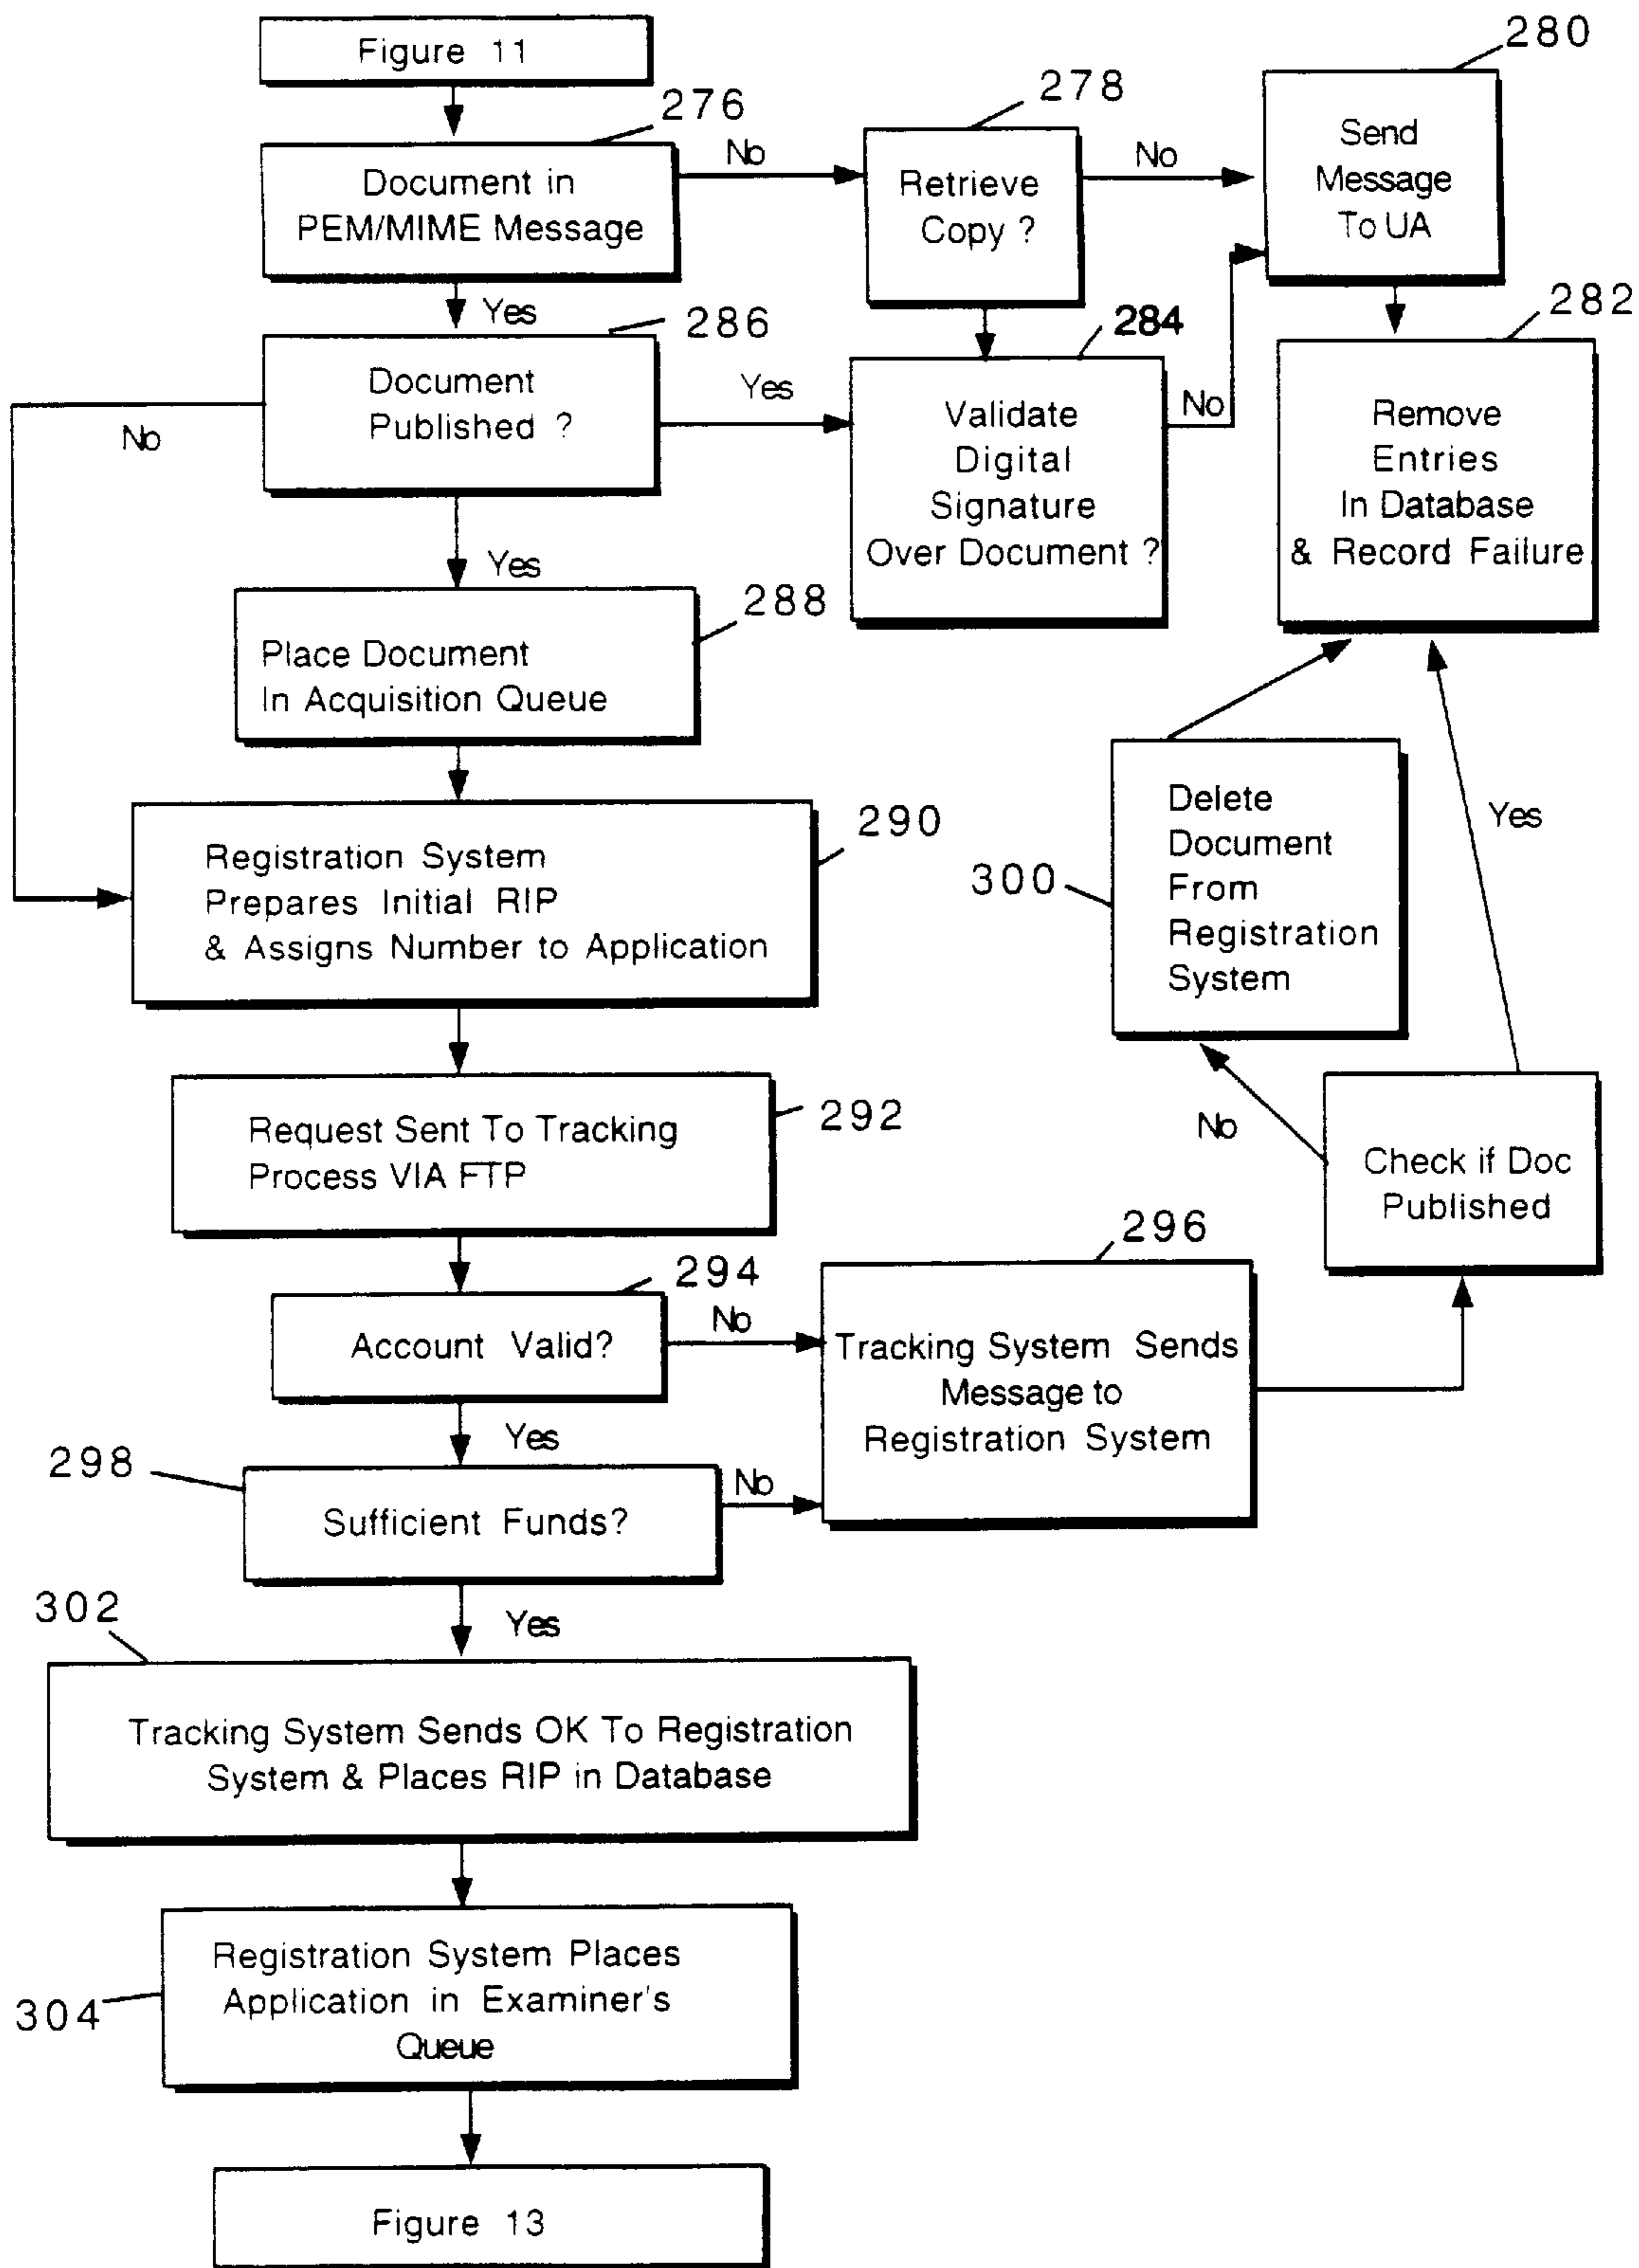 Figure 11
276
Document in
PEM/MIME Message
No
278
Retrieve
Copy ?
No
280
Send
Message
To UA
Yes
286
Document
Published ?
No
Yes
284
Validate
Digital
Signature
Over Document ?
No
282
Remove
Entries
In Database
& Record Failure
Yes
288
Place Document
In Acquisition Queue
290
Registration System
Prepares Initial RIP
& Assigns Number to Application
300
Delete
Document
From
Registration
System
Yes
No
Check if Doc
Published
292
Request Sent To Tracking
Process VIA FTP
294
Account Valid?
No
296
Tracking System Sends
Message to
Registration System
Yes
298
Sufficient Funds?
No
Yes
302
Tracking System Sends OK To Registration
System & Places RIP in Database
304
Registration System Places
Application in Examiner's
Queue
Figure 13